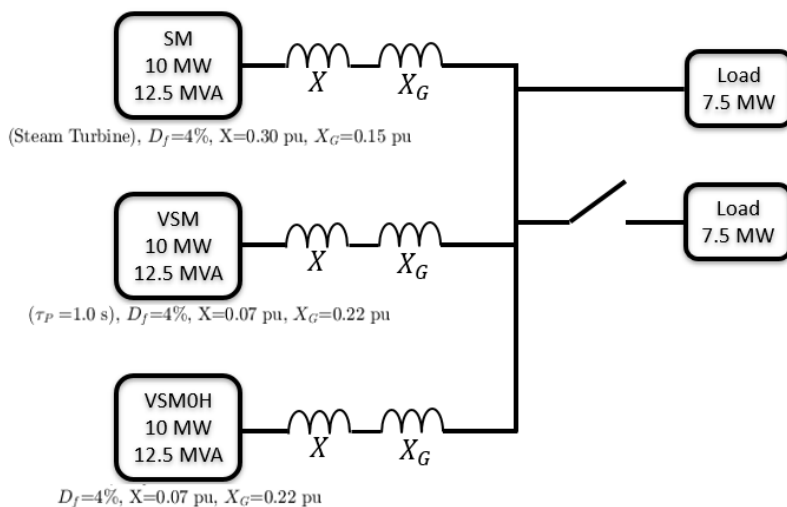 SM
10 MW
12.5 MVA
X
X_G
(Steam Turbine), D_f=4%, X=0.30 pu, X_G=0.15 pu
Load
7.5 MW
VSM
10 MW
12.5 MVA
X
X_G
(τ_P =1.0 s), D_f=4%, X=0.07 pu, X_G=0.22 pu
Load
7.5 MW
VSM0H
10 MW
12.5 MVA
X
X_G
D_f=4%, X=0.07 pu, X_G=0.22 pu